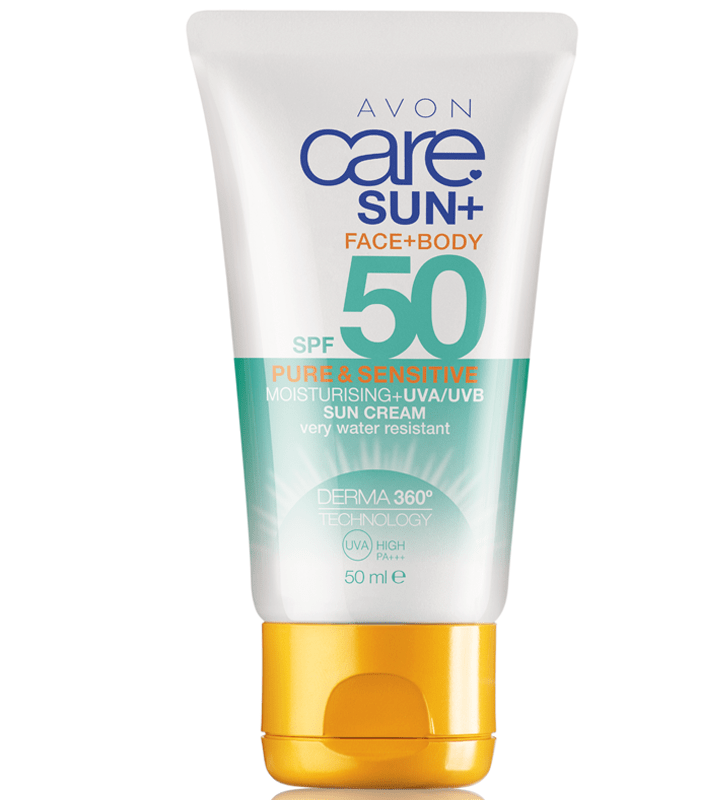 AVON
care
SUN+
FACE+BODY
SPF 50
PURE & SENSITIVE
MOISTURISING+UVA/UVB
SUN CREAM
very water resistant
DERMA 360º
TECHNOLOGY
UVA HIGH
PA+++
50 ml e